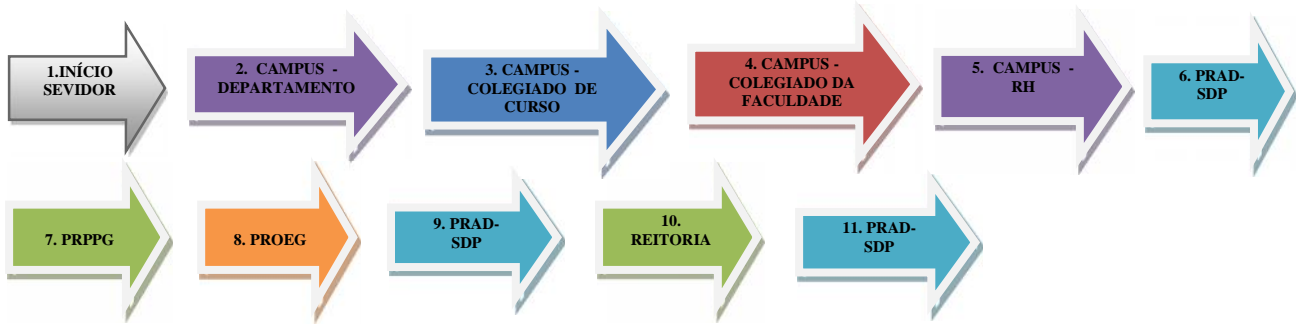 1.INÍCIO
SEVIDOR
2. CAMPUS -
DEPARTAMENTO
3. CAMPUS -
COLEGIADO DE
CURSO
4. CAMPUS -
COLEGIADO DA
FACULDADE
5. CAMPUS -
RH
6. PRAD-
SDP
7. PRPPG
8. PROEG
9. PRAD-
SDP
10.
REITORIA
11. PRAD-
SDP